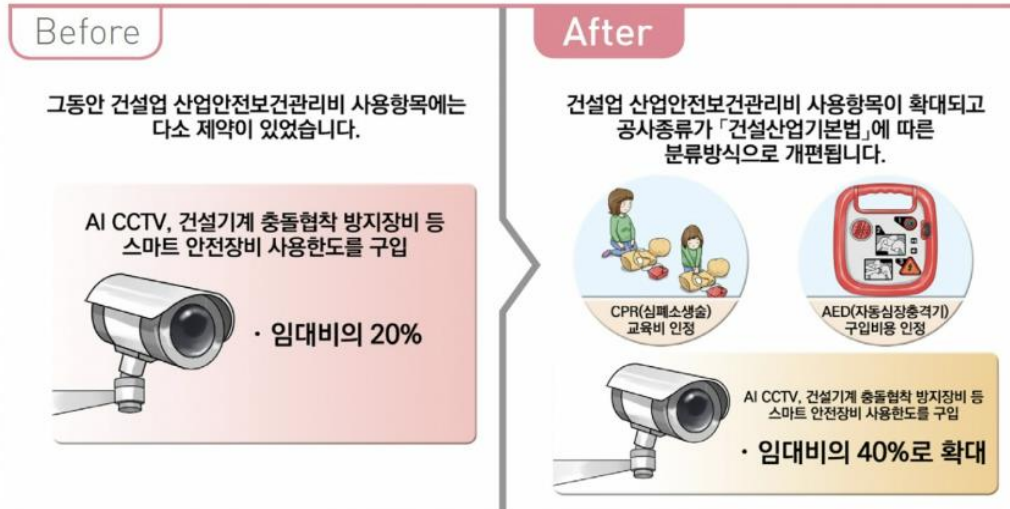 Before
그동안 건설업 산업안전보건관리비 사용항목에는
다소 제약이 있었습니다.
AI CCTV, 건설기계 충돌협착 방지장비 등
스마트 안전장비 사용한도를 구입
· 임대비의 20%
After
건설업 산업안전보건관리비 사용항목이 확대되고
공사종류가 「건설산업기본법」에 따른
분류방식으로 개편됩니다.
CPR(심폐소생술)
교육비 인정
AED(자동심장충격기)
구입비용 인정
AI CCTV, 건설기계 충돌협착 방지장비 등
스마트 안전장비 사용한도를 구입
· 임대비의 40%로 확대